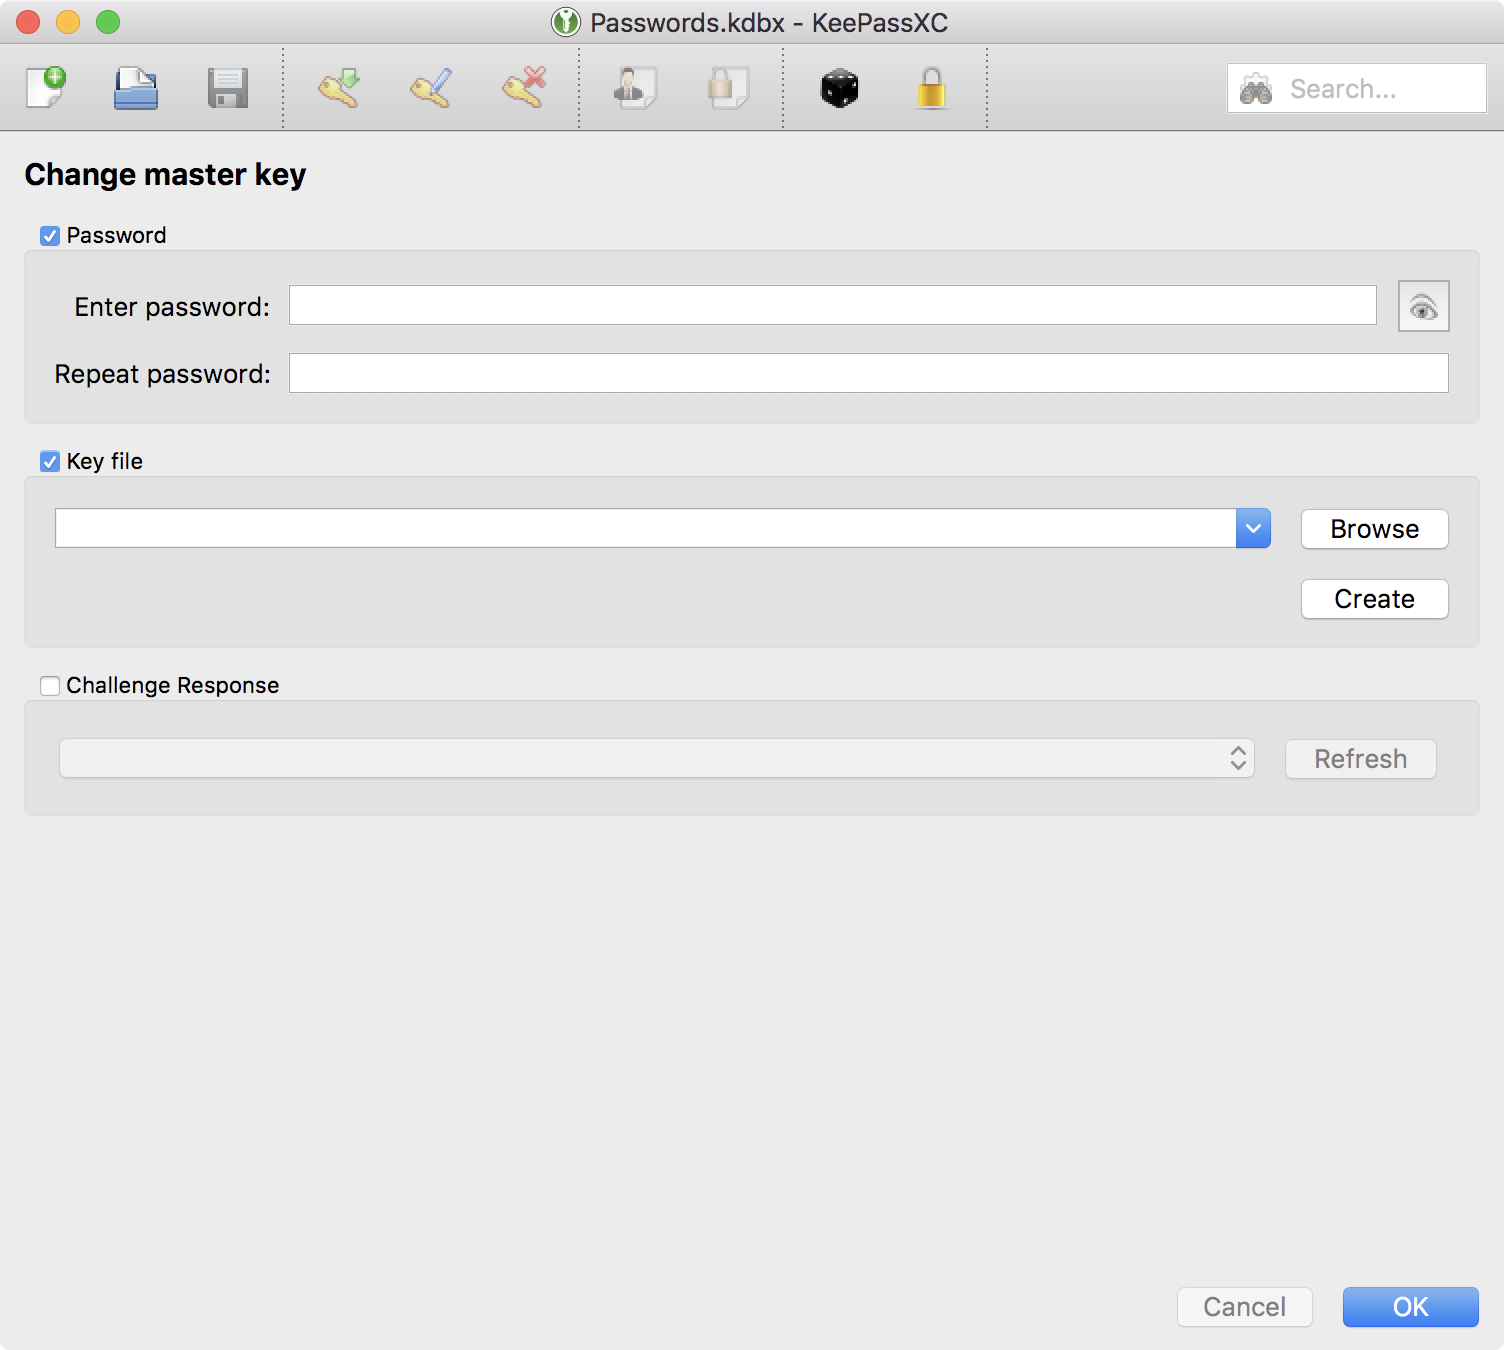 Passwords.kdbx - KeePassXC
Search...
Change master key
Password
Enter password:
Repeat password:
Key file
Browse
Create
Challenge Response
Refresh
Cancel
OK